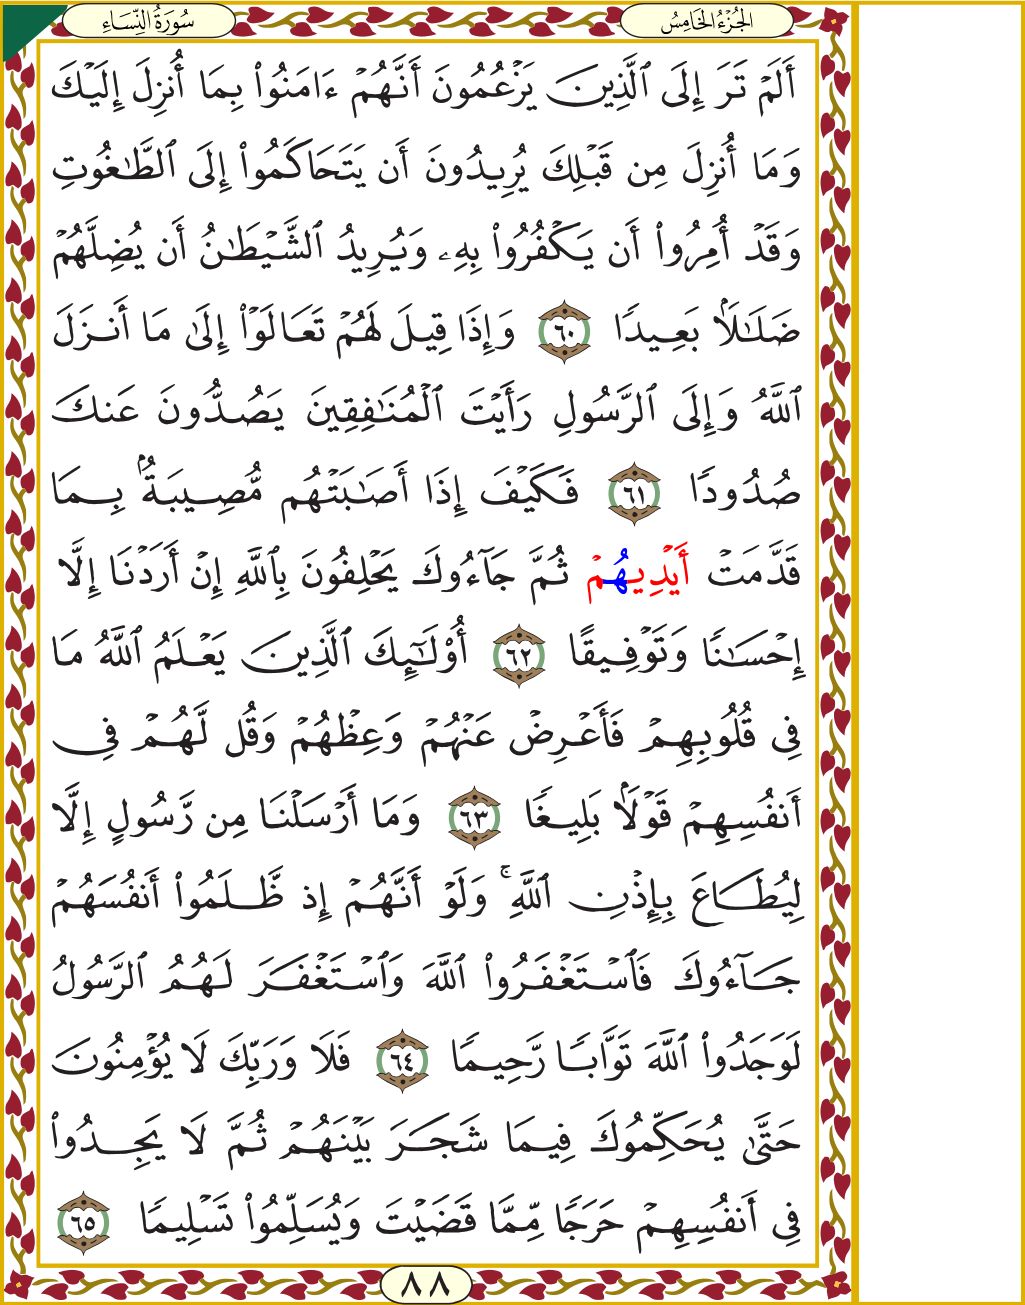 سُورَةُ النِّسَاءِ
الجُزْءُ الخَامِسُ
أَلَمْ تَرَ إِلَى ٱلَّذِينَ يَزْعُمُونَ أَنَّهُمْ ءَامَنُوا۟ بِمَا أُنزِلَ إِلَيْكَ
وَمَا أُنزِلَ مِن قَبْلِكَ يُرِيدُونَ أَن يَتَحَاكَمُوا۟ إِلَى ٱلطَّـٰغُوتِ
وَقَدْ أُمِرُوا۟ أَن يَكْفُرُوا۟ بِهِۦ وَيُرِيدُ ٱلشَّيْطَـٰنُ أَن يُضِلَّهُمْ
ضَلَـٰلًۢا بَعِيدًا ٦٠ وَإِذَا قِيلَ لَهُمْ تَعَالَوْا۟ إِلَىٰ مَا أَنزَلَ
ٱللَّهُ وَإِلَى ٱلرَّسُولِ رَأَيْتَ ٱلْمُنَـٰفِقِينَ يَصُدُّونَ عَنكَ
صُدُودًا ٦١ فَكَيْفَ إِذَا أَصَـٰبَتْهُم مُّصِيبَةٌۢ بِمَا
قَدَّمَتْ أَيْدِيهُمْ ثُمَّ جَآءُوكَ يَحْلِفُونَ بِٱللَّهِ إِنْ أَرَدْنَا إِلَّا
إِحْسَـٰنًا وَتَوْفِيقًا ٦٢ أُو۟لَـٰٓئِكَ ٱلَّذِينَ يَعْلَمُ ٱللَّهُ مَا
فِى قُلُوبِهِمْ فَأَعْرِضْ عَنْهُمْ وَعِظْهُمْ وَقُل لَّهُمْ فِى
أَنفُسِهِمْ قَوْلًۢا بَلِيغًا ٦٣ وَمَا أَرْسَلْنَا مِن رَّسُولٍ إِلَّا
لِيُطَاعَ بِإِذْنِ ٱللَّهِ ۚ وَلَوْ أَنَّهُمْ إِذ ظَّلَمُوا۟ أَنفُسَهُمْ
جَآءُوكَ فَٱسْتَغْفَرُوا۟ ٱللَّهَ وَٱسْتَغْفَرَ لَهُمُ ٱلرَّسُولُ
لَوَجَدُوا۟ ٱللَّهَ تَوَّابًا رَّحِيمًا ٦٤ فَلَا وَرَبِّكَ لَا يُؤْمِنُونَ
حَتَّىٰ يُحَكِّمُوكَ فِيمَا شَجَرَ بَيْنَهُمْ ثُمَّ لَا يَجِدُوا۟
فِى أَنفُسِهِمْ حَرَجًا مِّمَّا قَضَيْتَ وَيُسَلِّمُوا۟ تَسْلِيمًا ٦٥
٨٨